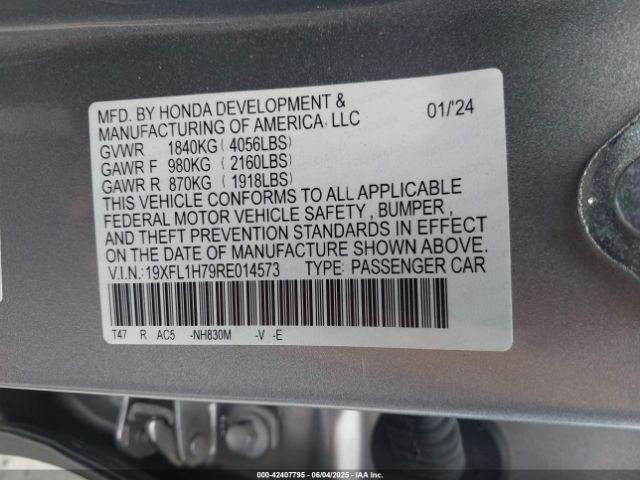 MFD. BY HONDA DEVELOPMENT &
MANUFACTURING OF AMERICA, LLC 01/'24
GVWR 1840KG ( 4056LBS)
GAWR F 980KG ( 2160LBS)
GAWR R 870KG ( 1918LBS)
THIS VEHICLE CONFORMS TO ALL APPLICABLE
FEDERAL MOTOR VEHICLE SAFETY , BUMPER ,
AND THEFT PREVENTION STANDARDS IN EFFECT
ON THE DATE OF MANUFACTURE SHOWN ABOVE.
V.I.N.:19XFL1H79RE014573 TYPE: PASSENGER CAR
T47 R AC5 -NH830M -V -E
000-42407795 - 06/04/2025 - IAAI.COM